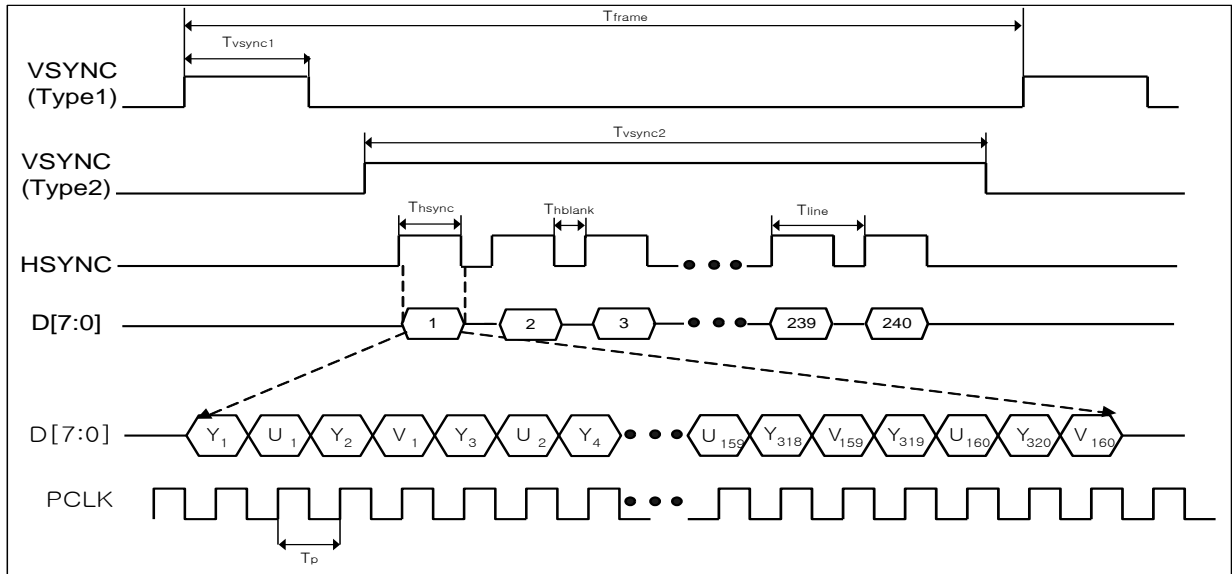 Tframe
Tvsync1
VSYNC
(Type1)
Tvsync2
VSYNC
(Type2)
Thsync Thblank Tline
HSYNC
D[7:0] 1 2 3 239 240
D[7:0] Y1 U1 Y2 V1 Y3 U2 Y4 U159 Y318 V159 Y319 U160 Y320 V160
PCLK
Tp